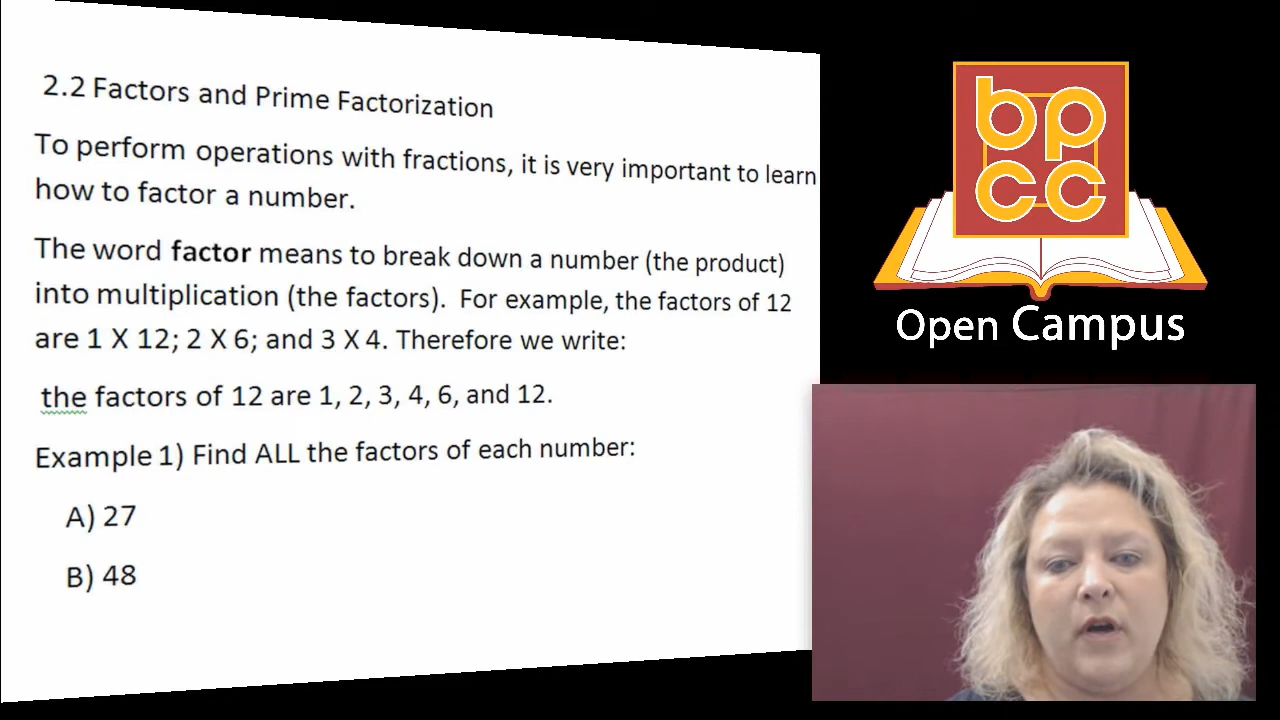 2.2 Factors and Prime Factorization
To perform operations with fractions, it is very important to learn
how to factor a number.
The word factor means to break down a number (the product)
into multiplication (the factors). For example, the factors of 12
are 1 X 12; 2 X 6; and 3 X 4. Therefore we write:
the factors of 12 are 1, 2, 3, 4, 6, and 12.
Example 1) Find ALL the factors of each number:
A) 27
B) 48
bp
cc
Open Campus